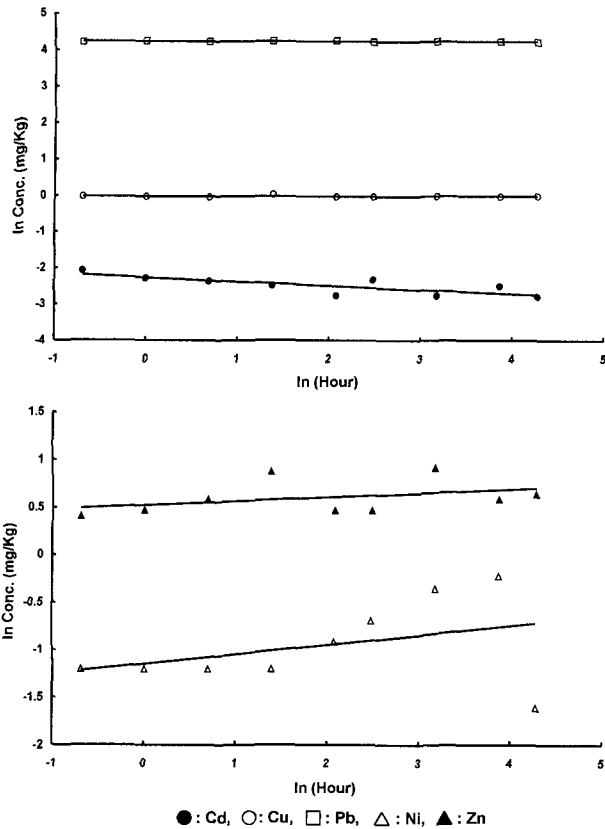 5
4
3
2
1
0
-1
-2
-3
-4
ln Conc. (mg/Kg)
-1 0 1 2 3 4 5
ln (Hour)
1.5
1
0.5
0
-0.5
-1
-1.5
-2
ln Conc. (mg/Kg)
-1 0 1 2 3 4 5
ln (Hour)
● : Cd, ○ : Cu, □ : Pb, △ : Ni, ▲ : Zn